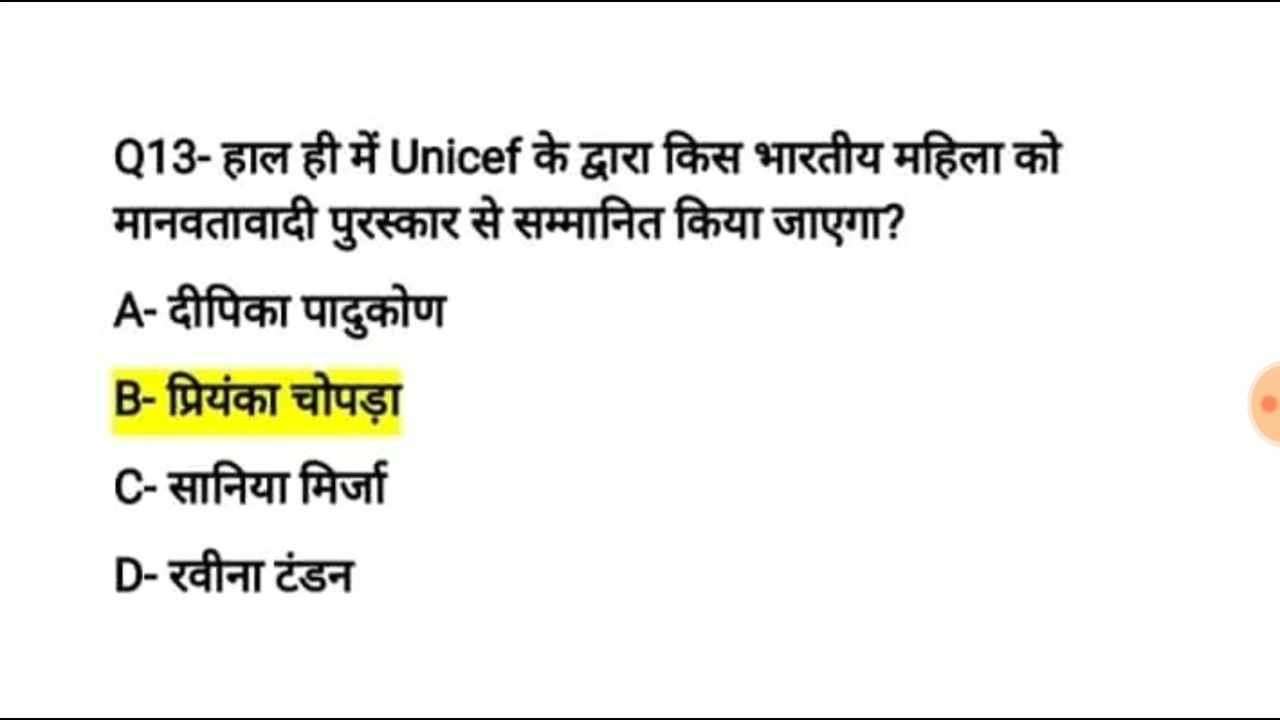 Q13- हाल ही में Unicef के द्वारा किस भारतीय महिला को
मानवतावादी पुरस्कार से सम्मानित किया जाएगा?
A- दीपिका पादुकोण
B- प्रियंका चोपड़ा
C- सानिया मिर्जा
D- रवीना टंडन